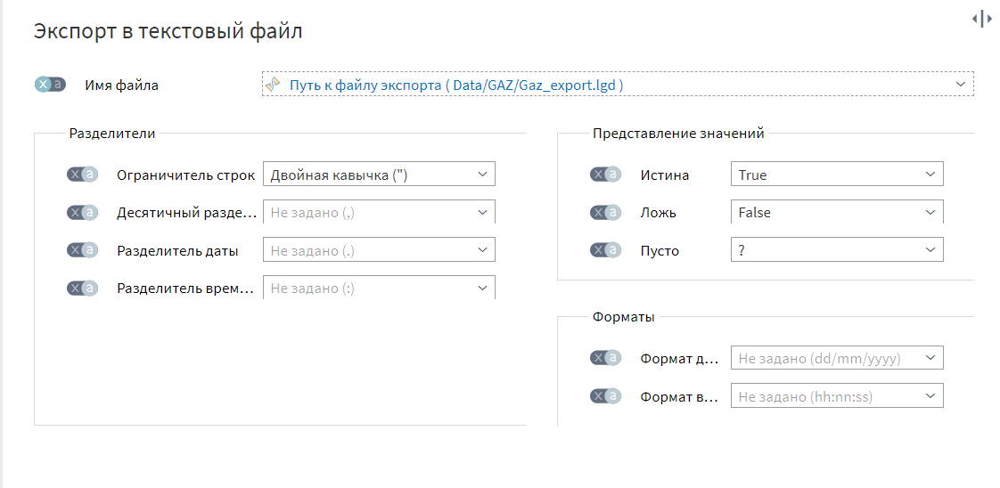 Экспорт в текстовый файл
x a Имя файла Путь к файлу экспорта ( Data/GAZ/Gaz_export.lgd )
Разделители
x a Ограничитель строк Двойная кавычка (")
x a Десятичный разде... Не задано (,)
x a Разделитель даты Не задано (.)
x a Разделитель врем... Не задано (:)
Представление значений
x a Истина True
x a Ложь False
x a Пусто ?
Форматы
x a Формат д... Не задано (dd/mm/yyyy)
x a Формат в... Не задано (hh:nn:ss)